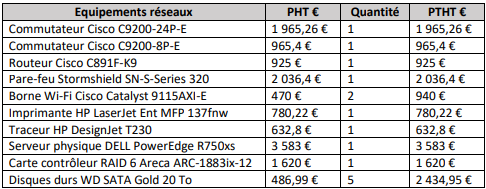 Equipements réseaux PHT € Quantité PTHT €
Commutateur Cisco C9200-24P-E 1 965,26 € 1 1 965,26 €
Commutateur Cisco C9200-8P-E 965,4 € 1 965,4 €
Routeur Cisco C891F-K9 925 € 1 925 €
Pare-feu Stormshield SN-S-Series 320 2 036,4 € 1 2 036,4 €
Borne Wi-Fi Cisco Catalyst 9115AXI-E 470 € 2 940 €
Imprimante HP LaserJet Ent MFP 137fnw 780,22 € 1 780,22 €
Traceur HP DesignJet T230 632,8 € 1 632,8 €
Serveur physique DELL PowerEdge R750xs 3 583 € 1 3 583 €
Carte contrôleur RAID 6 Areca ARC-1883ix-12 1 620 € 1 1 620 €
Disques durs WD SATA Gold 20 To 486,99 € 5 2 434,95 €